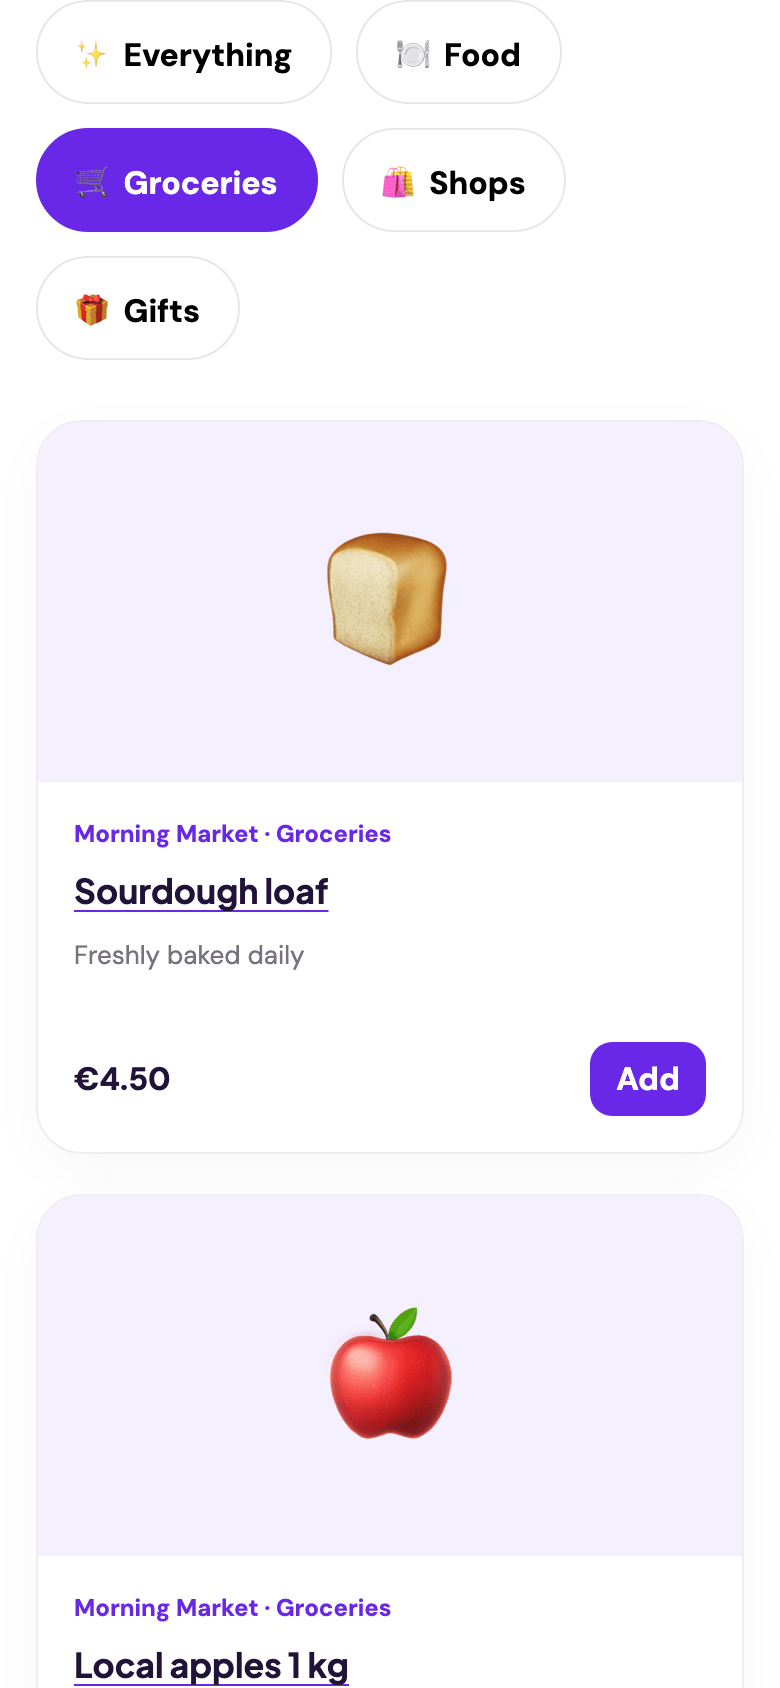 Everything
Food
Groceries
Shops
Gifts
Morning Market · Groceries
Sourdough loaf
Freshly baked daily
€4.50
Add
Morning Market · Groceries
Local apples 1 kg